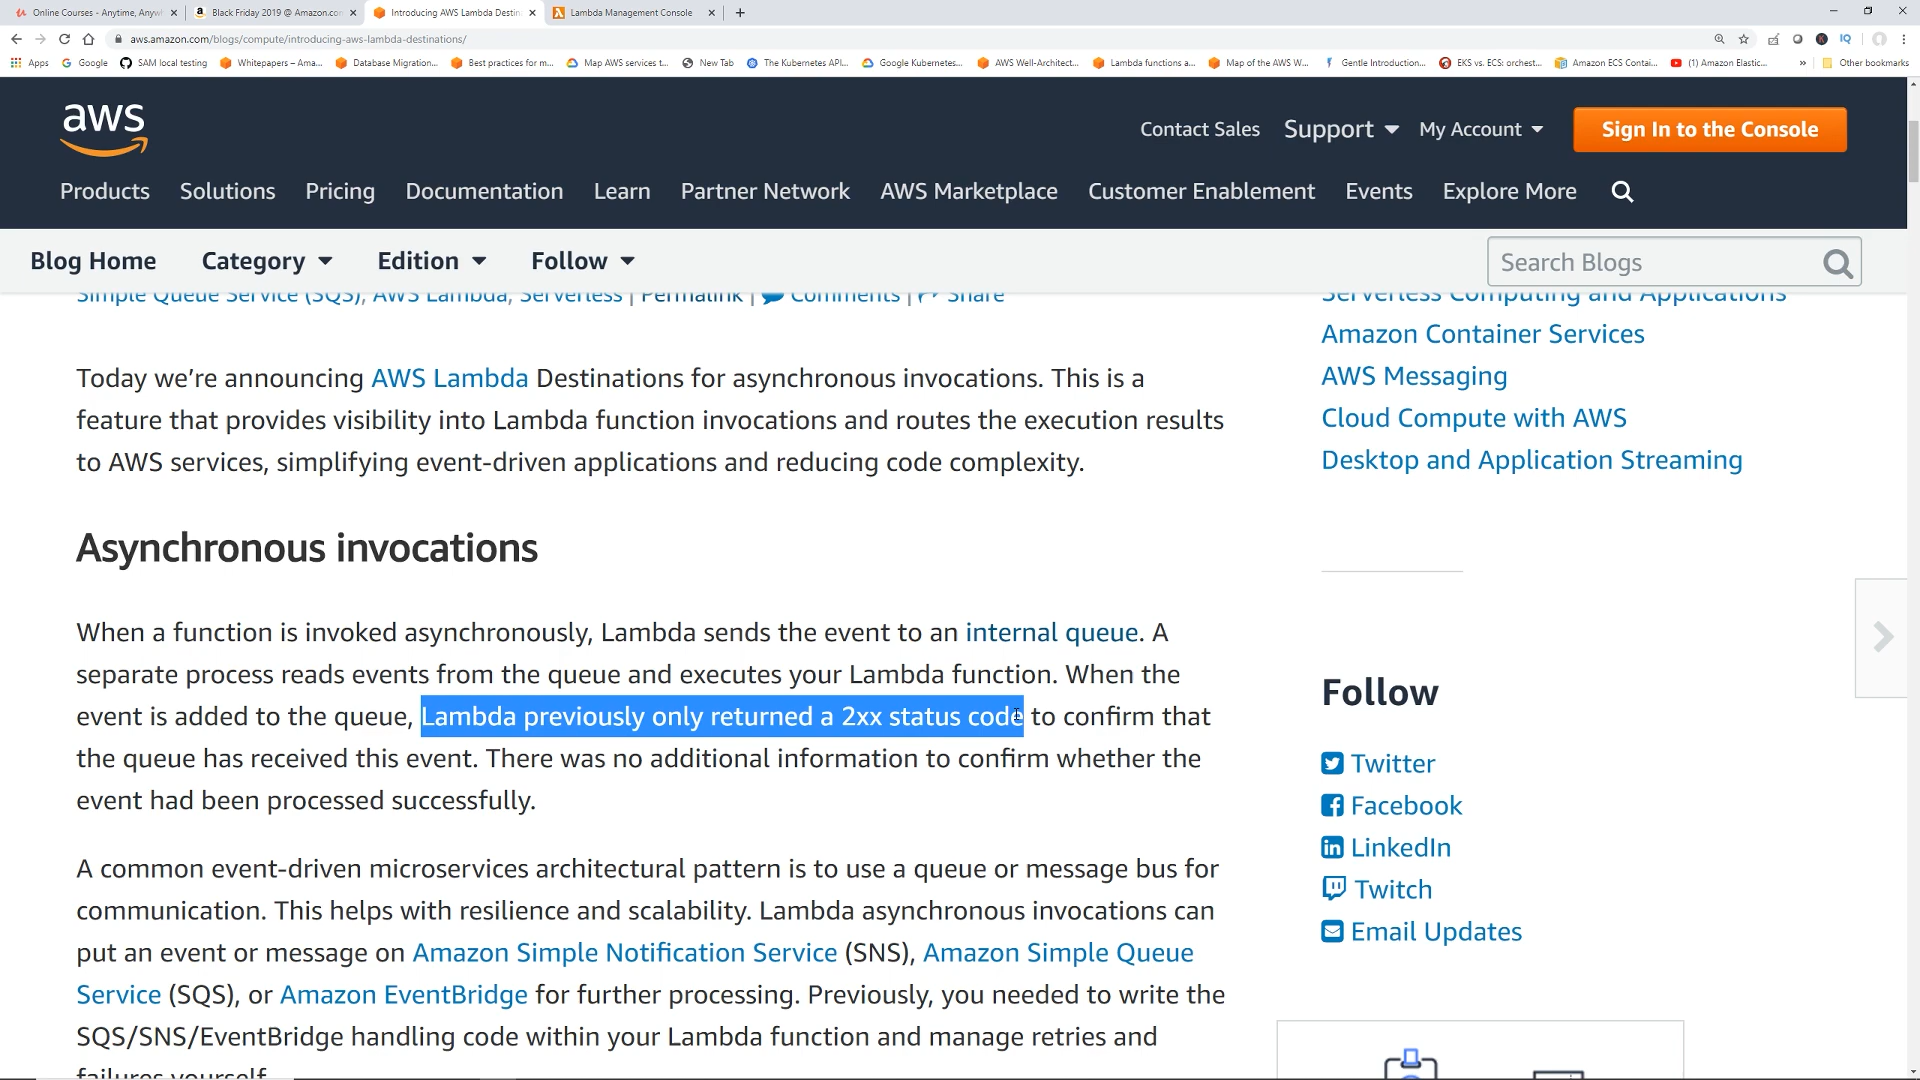 Online Courses - Anytime, Anyw
Black Friday 2019 @ Amazon.co
Introducing AWS Lambda Destin
Lambda Management Console
aws.amazon.com/blogs/compute/introducing-aws-lambda-destinations/
Apps
Google
SAM local testing
Whitepapers – Ama...
Database Migration...
Best practices for m...
Map AWS services t...
New Tab
The Kubernetes API...
Google Kubernetes...
AWS Well-Architect...
Lambda functions a...
Map of the AWS W...
Gentle Introduction...
EKS vs. ECS: orchest...
Amazon ECS Contai...
(1) Amazon Elastic...
Other bookmarks
aws
Contact Sales
Support
My Account
Sign In to the Console
Products
Solutions
Pricing
Documentation
Learn
Partner Network
AWS Marketplace
Customer Enablement
Events
Explore More
Blog Home
Category
Edition
Follow
Search Blogs
Simple Queue Service (SQS), AWS Lambda, Serverless | Permalink | Comments | Share
Today we’re announcing AWS Lambda Destinations for asynchronous invocations. This is a
feature that provides visibility into Lambda function invocations and routes the execution results
to AWS services, simplifying event-driven applications and reducing code complexity.
Asynchronous invocations
When a function is invoked asynchronously, Lambda sends the event to an internal queue. A
separate process reads events from the queue and executes your Lambda function. When the
event is added to the queue, Lambda previously only returned a 2xx status code to confirm that
the queue has received this event. There was no additional information to confirm whether the
event had been processed successfully.
A common event-driven microservices architectural pattern is to use a queue or message bus for
communication. This helps with resilience and scalability. Lambda asynchronous invocations can
put an event or message on Amazon Simple Notification Service (SNS), Amazon Simple Queue
Service (SQS), or Amazon EventBridge for further processing. Previously, you needed to write the
SQS/SNS/EventBridge handling code within your Lambda function and manage retries and
failures yourself.
Serverless Computing and Applications
Amazon Container Services
AWS Messaging
Cloud Compute with AWS
Desktop and Application Streaming
Follow
Twitter
Facebook
LinkedIn
Twitch
Email Updates